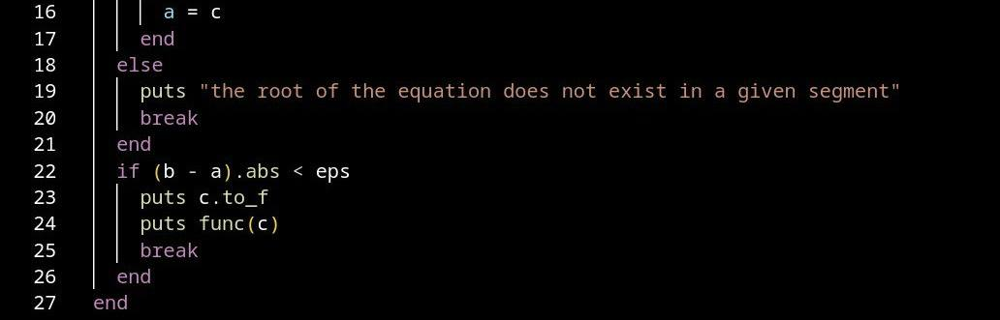 16 a = c
17 end
18 else
19 puts "the root of the equation does not exist in a given segment"
20 break
21 end
22 if (b - a).abs < eps
23 puts c.to_f
24 puts func(c)
25 break
26 end
27 end